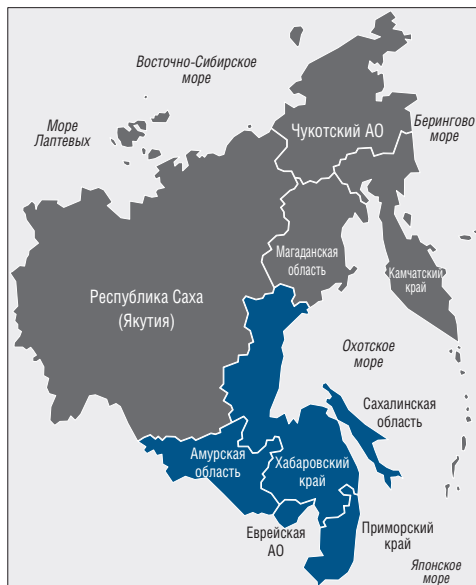 Восточно-Сибирское
море
Море
Лаптевых
Чукотский АО
Берингово
море
Магаданская
область
Камчатский
край
Республика Саха
(Якутия)
Охотское
море
Сахалинская
область
Амурская
область
Хабаровский
край
Еврейская
АО
Приморский
край
Японское
море